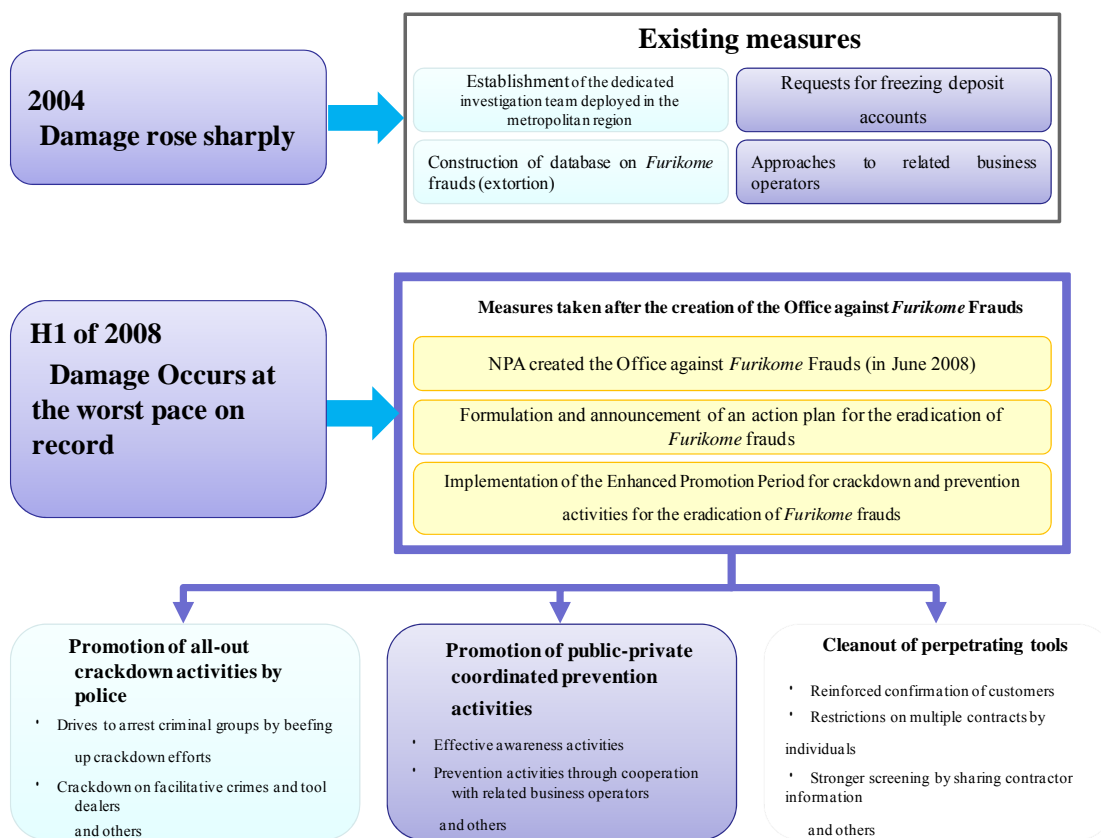 2004
Damage rose sharply
Existing measures
Establishment of the dedicated
investigation team deployed in the
metropolitan region
Requests for freezing deposit
accounts
Construction of database on Furikome
frauds (extortion)
Approaches to related business
operators
H1 of 2008
Damage Occurs at
the worst pace on
record
Measures taken after the creation of the Office against Furikome Frauds
NPA created the Office against Furikome Frauds (in June 2008)
Formulation and announcement of an action plan for the eradication of
Furikome frauds
Implementation of the Enhanced Promotion Period for crackdown and prevention
activities for the eradication of Furikome frauds
Promotion of all-out
crackdown activities by
police
・ Drives to arrest criminal groups by beefing
up crackdown efforts
・ Crackdown on facilitative crimes and tool
dealers
and others
Promotion of public-private
coordinated prevention
activities
・ Effective awareness activities
・ Prevention activities through cooperation
with related business operators
and others
Cleanout of perpetrating tools
・ Reinforced confirmation of customers
・ Restrictions on multiple contracts by
individuals
・ Stronger screening by sharing contractor
information
and others